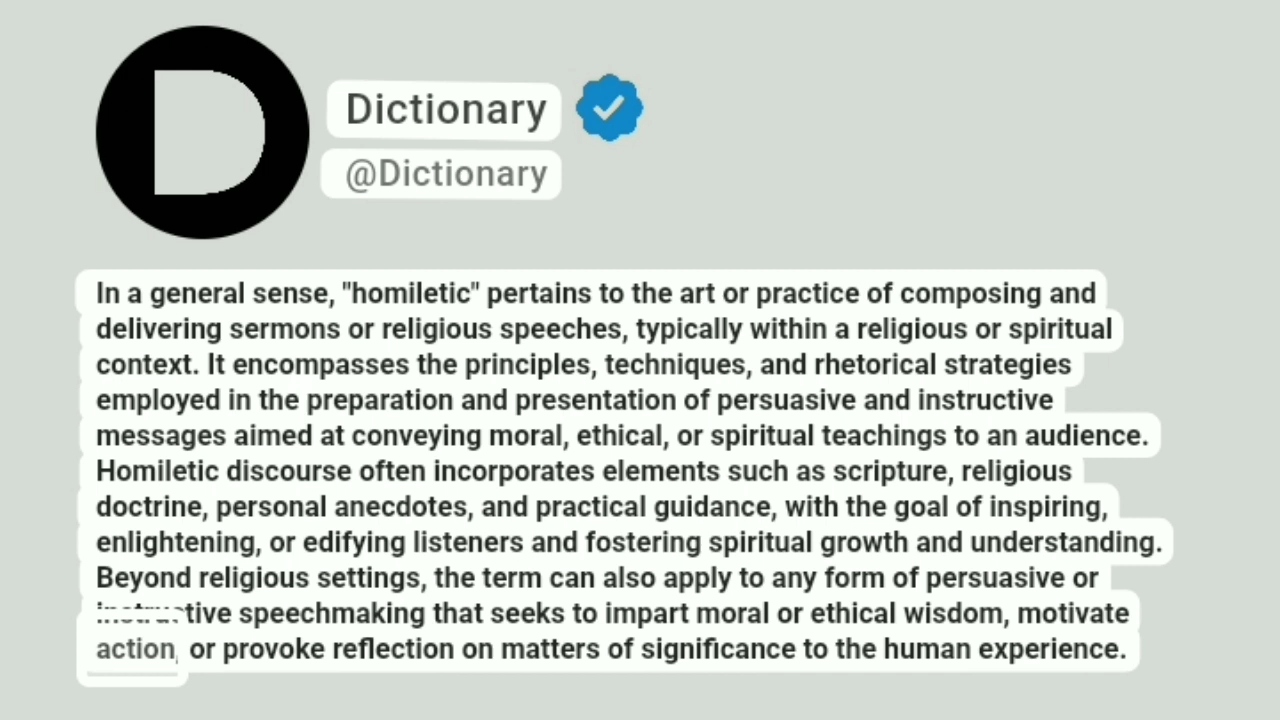 D
Dictionary
@Dictionary
In a general sense, "homiletic" pertains to the art or practice of composing and
delivering sermons or religious speeches, typically within a religious or spiritual
context. It encompasses the principles, techniques, and rhetorical strategies
employed in the preparation and presentation of persuasive and instructive
messages aimed at conveying moral, ethical, or spiritual teachings to an audience.
Homiletic discourse often incorporates elements such as scripture, religious
doctrine, personal anecdotes, and practical guidance, with the goal of inspiring,
enlightening, or edifying listeners and fostering spiritual growth and understanding.
Beyond religious settings, the term can also apply to any form of persuasive or
instructive speechmaking that seeks to impart moral or ethical wisdom, motivate
action, or provoke reflection on matters of significance to the human experience.